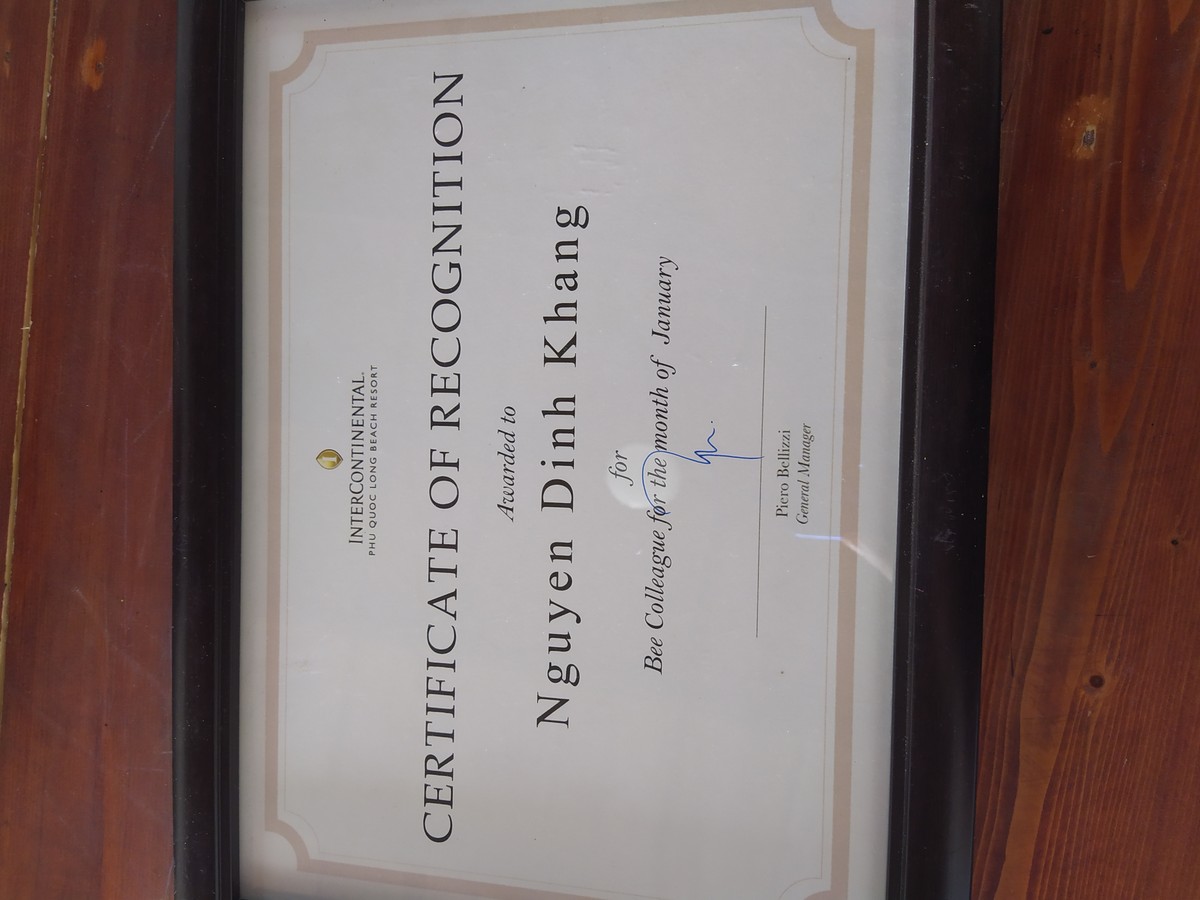 INTERCONTINENTAL®
PHU QUOC LONG BEACH RESORT
CERTIFICATE OF RECOGNITION
Awarded to
Nguyen Dinh Khang
for
Bee Colleague for the month of January
Piero Bellizzi
General Manager